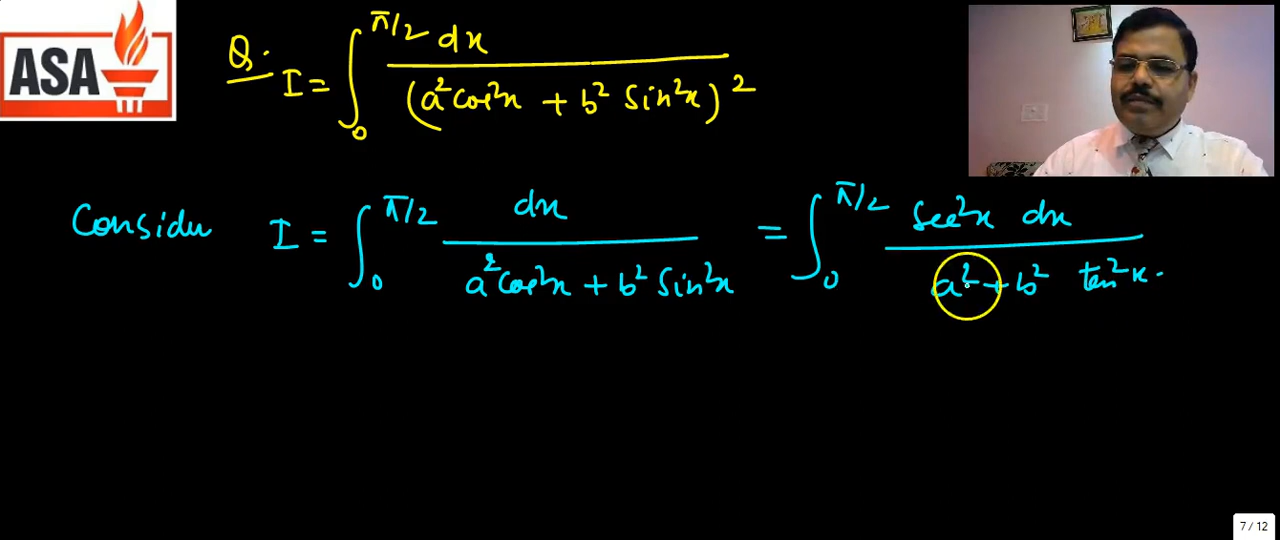 ASA
Q. I = ∫₀^{π/2} dx / (a² cos²x + b² sin²x)²
Consider I = ∫₀^{π/2} dx / (a² cos²x + b² sin²x) = ∫₀^{π/2} sec²x dx / (a² + b² tan²x.
7 / 12